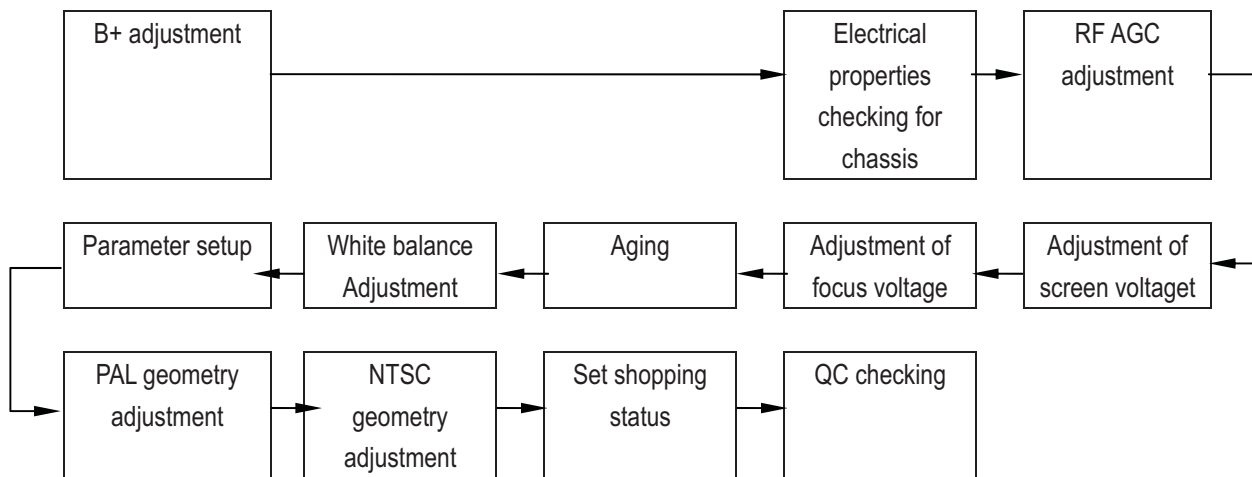 B+ adjustment
Electrical
properties
checking for
chassis
RF AGC
adjustment
Parameter setup
White balance
Adjustment
Aging
Adjustment of
focus voltage
Adjustment of
screen voltaget
PAL geometry
adjustment
NTSC
geometry
adjustment
Set shopping
status
QC checking